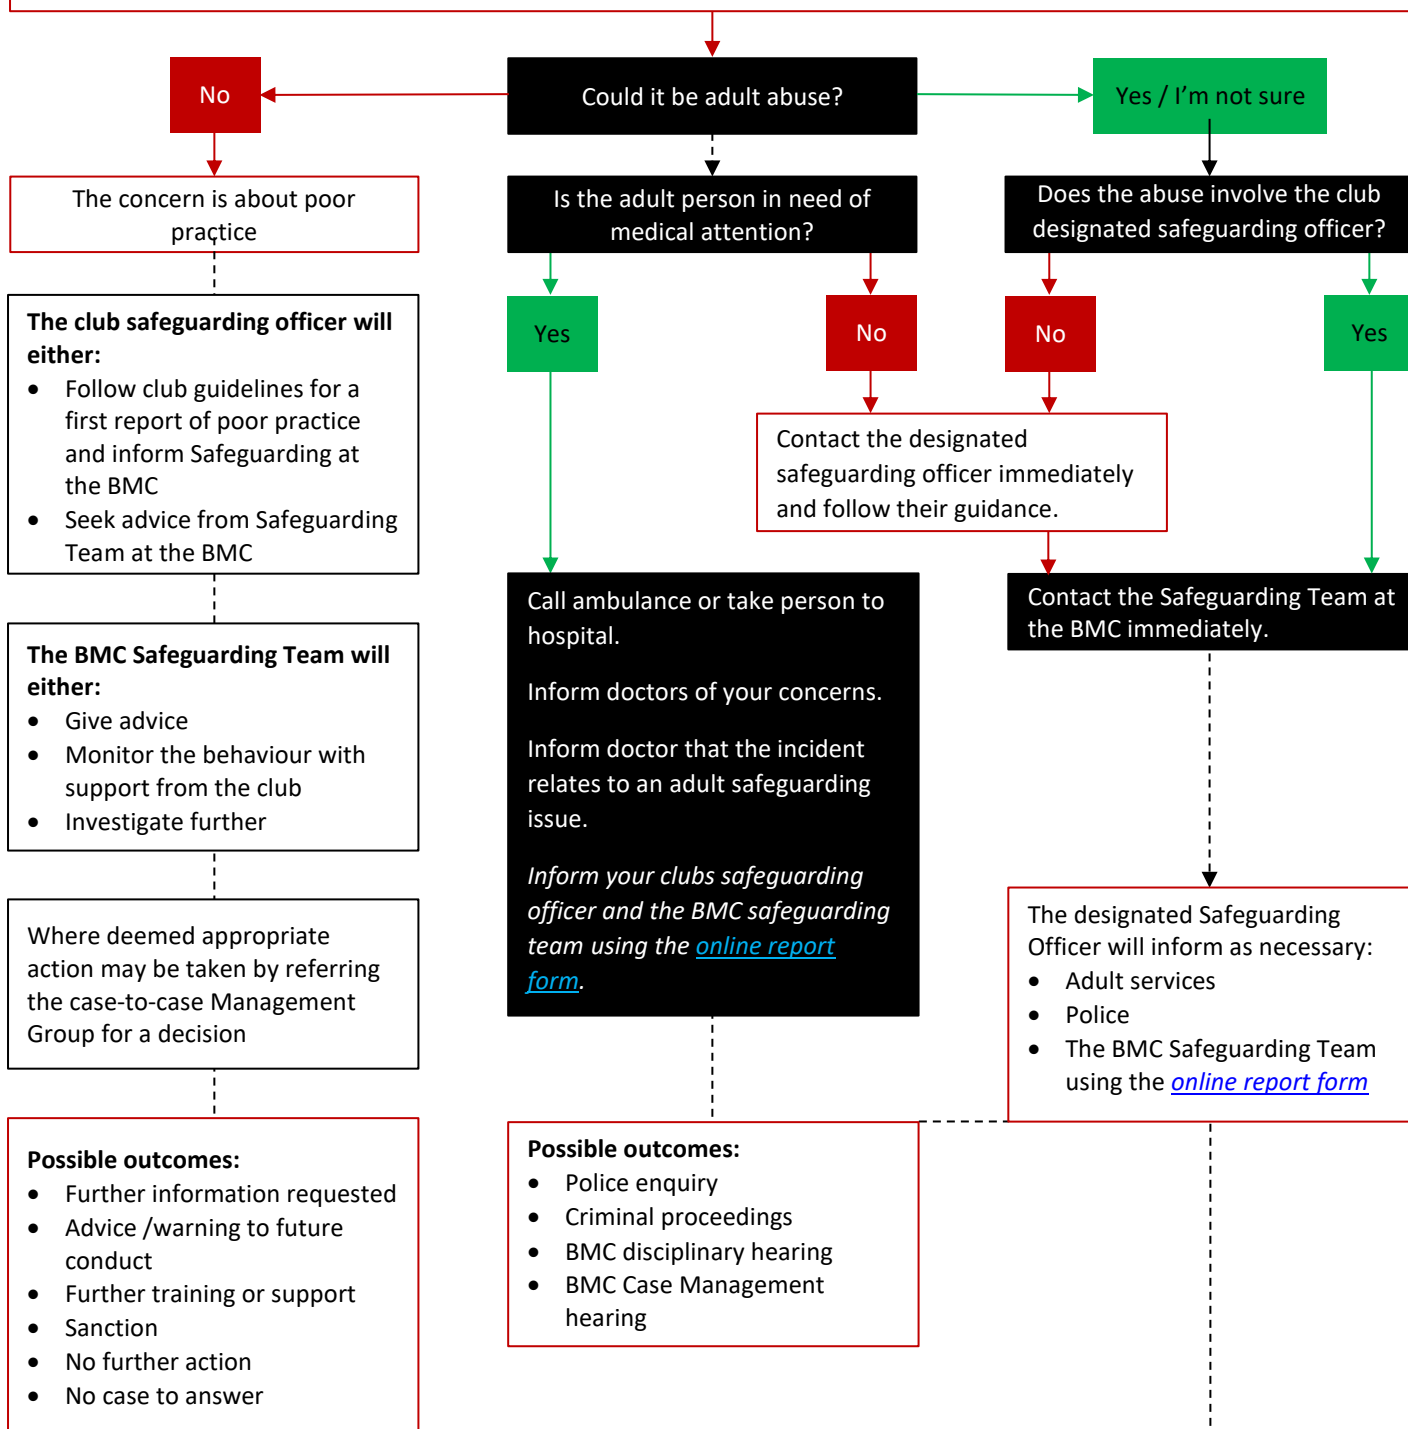 No
Could it be adult abuse?
Yes / I’m not sure
The concern is about poor
practice
Is the adult person in need of
medical attention?
Does the abuse involve the club
designated safeguarding officer?
Yes
No
No
Yes
The club safeguarding officer will
either:
• Follow club guidelines for a
first report of poor practice
and inform Safeguarding at
the BMC
• Seek advice from Safeguarding
Team at the BMC
Contact the designated
safeguarding officer immediately
and follow their guidance.
Call ambulance or take person to
hospital.
Inform doctors of your concerns.
Inform doctor that the incident
relates to an adult safeguarding
issue.
Inform your clubs safeguarding
officer and the BMC safeguarding
team using the online report
form.
Contact the Safeguarding Team at
the BMC immediately.
The BMC Safeguarding Team will
either:
• Give advice
• Monitor the behaviour with
support from the club
• Investigate further
Where deemed appropriate
action may be taken by referring
the case-to-case Management
Group for a decision
The designated Safeguarding
Officer will inform as necessary:
• Adult services
• Police
• The BMC Safeguarding Team
using the online report form
Possible outcomes:
• Further information requested
• Advice /warning to future
conduct
• Further training or support
• Sanction
• No further action
• No case to answer
Possible outcomes:
• Police enquiry
• Criminal proceedings
• BMC disciplinary hearing
• BMC Case Management
hearing